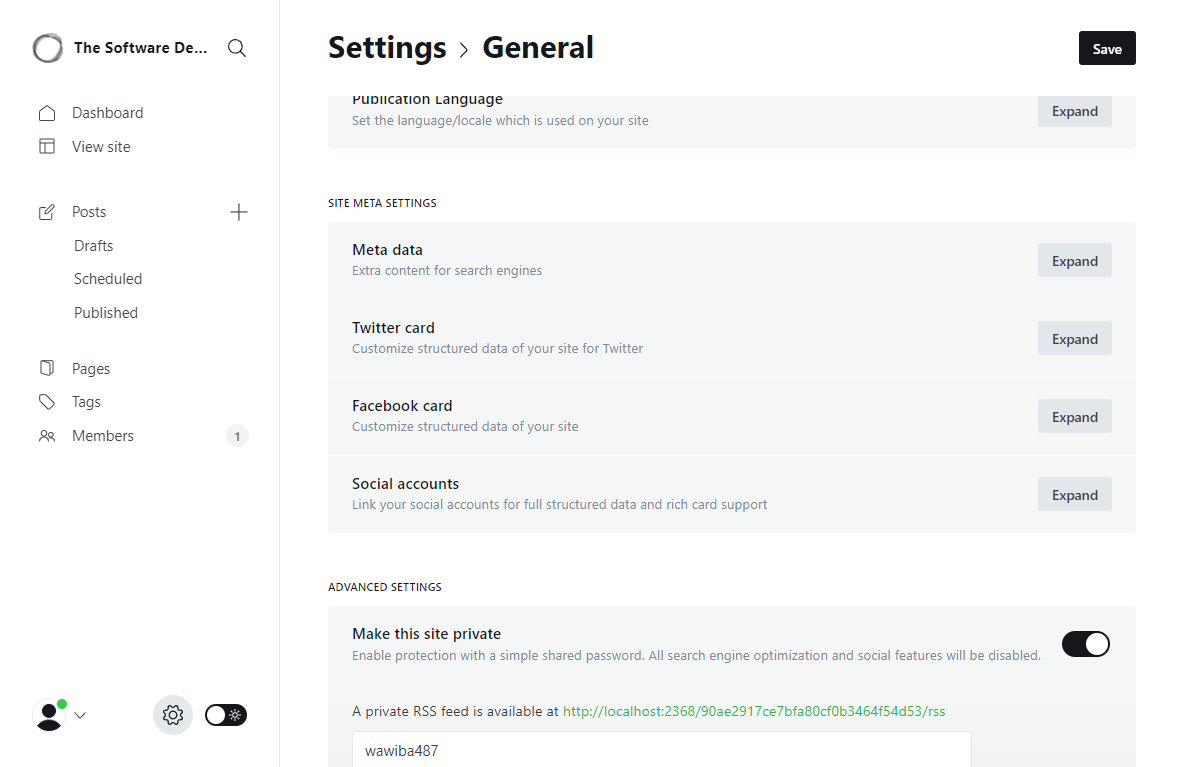 The Software De...
Dashboard
View site
Posts
Drafts
Scheduled
Published
Pages
Tags
Members
1
Settings > General
Save
Publication Language
Set the language/locale which is used on your site
Expand
SITE META SETTINGS
Meta data
Extra content for search engines
Expand
Twitter card
Customize structured data of your site for Twitter
Expand
Facebook card
Customize structured data of your site
Expand
Social accounts
Link your social accounts for full structured data and rich card support
Expand
ADVANCED SETTINGS
Make this site private
Enable protection with a simple shared password. All search engine optimization and social features will be disabled.
A private RSS feed is available at http://localhost:2368/90ae2917ce7bfa80cf0b3464f54d53/rss
wawiba487